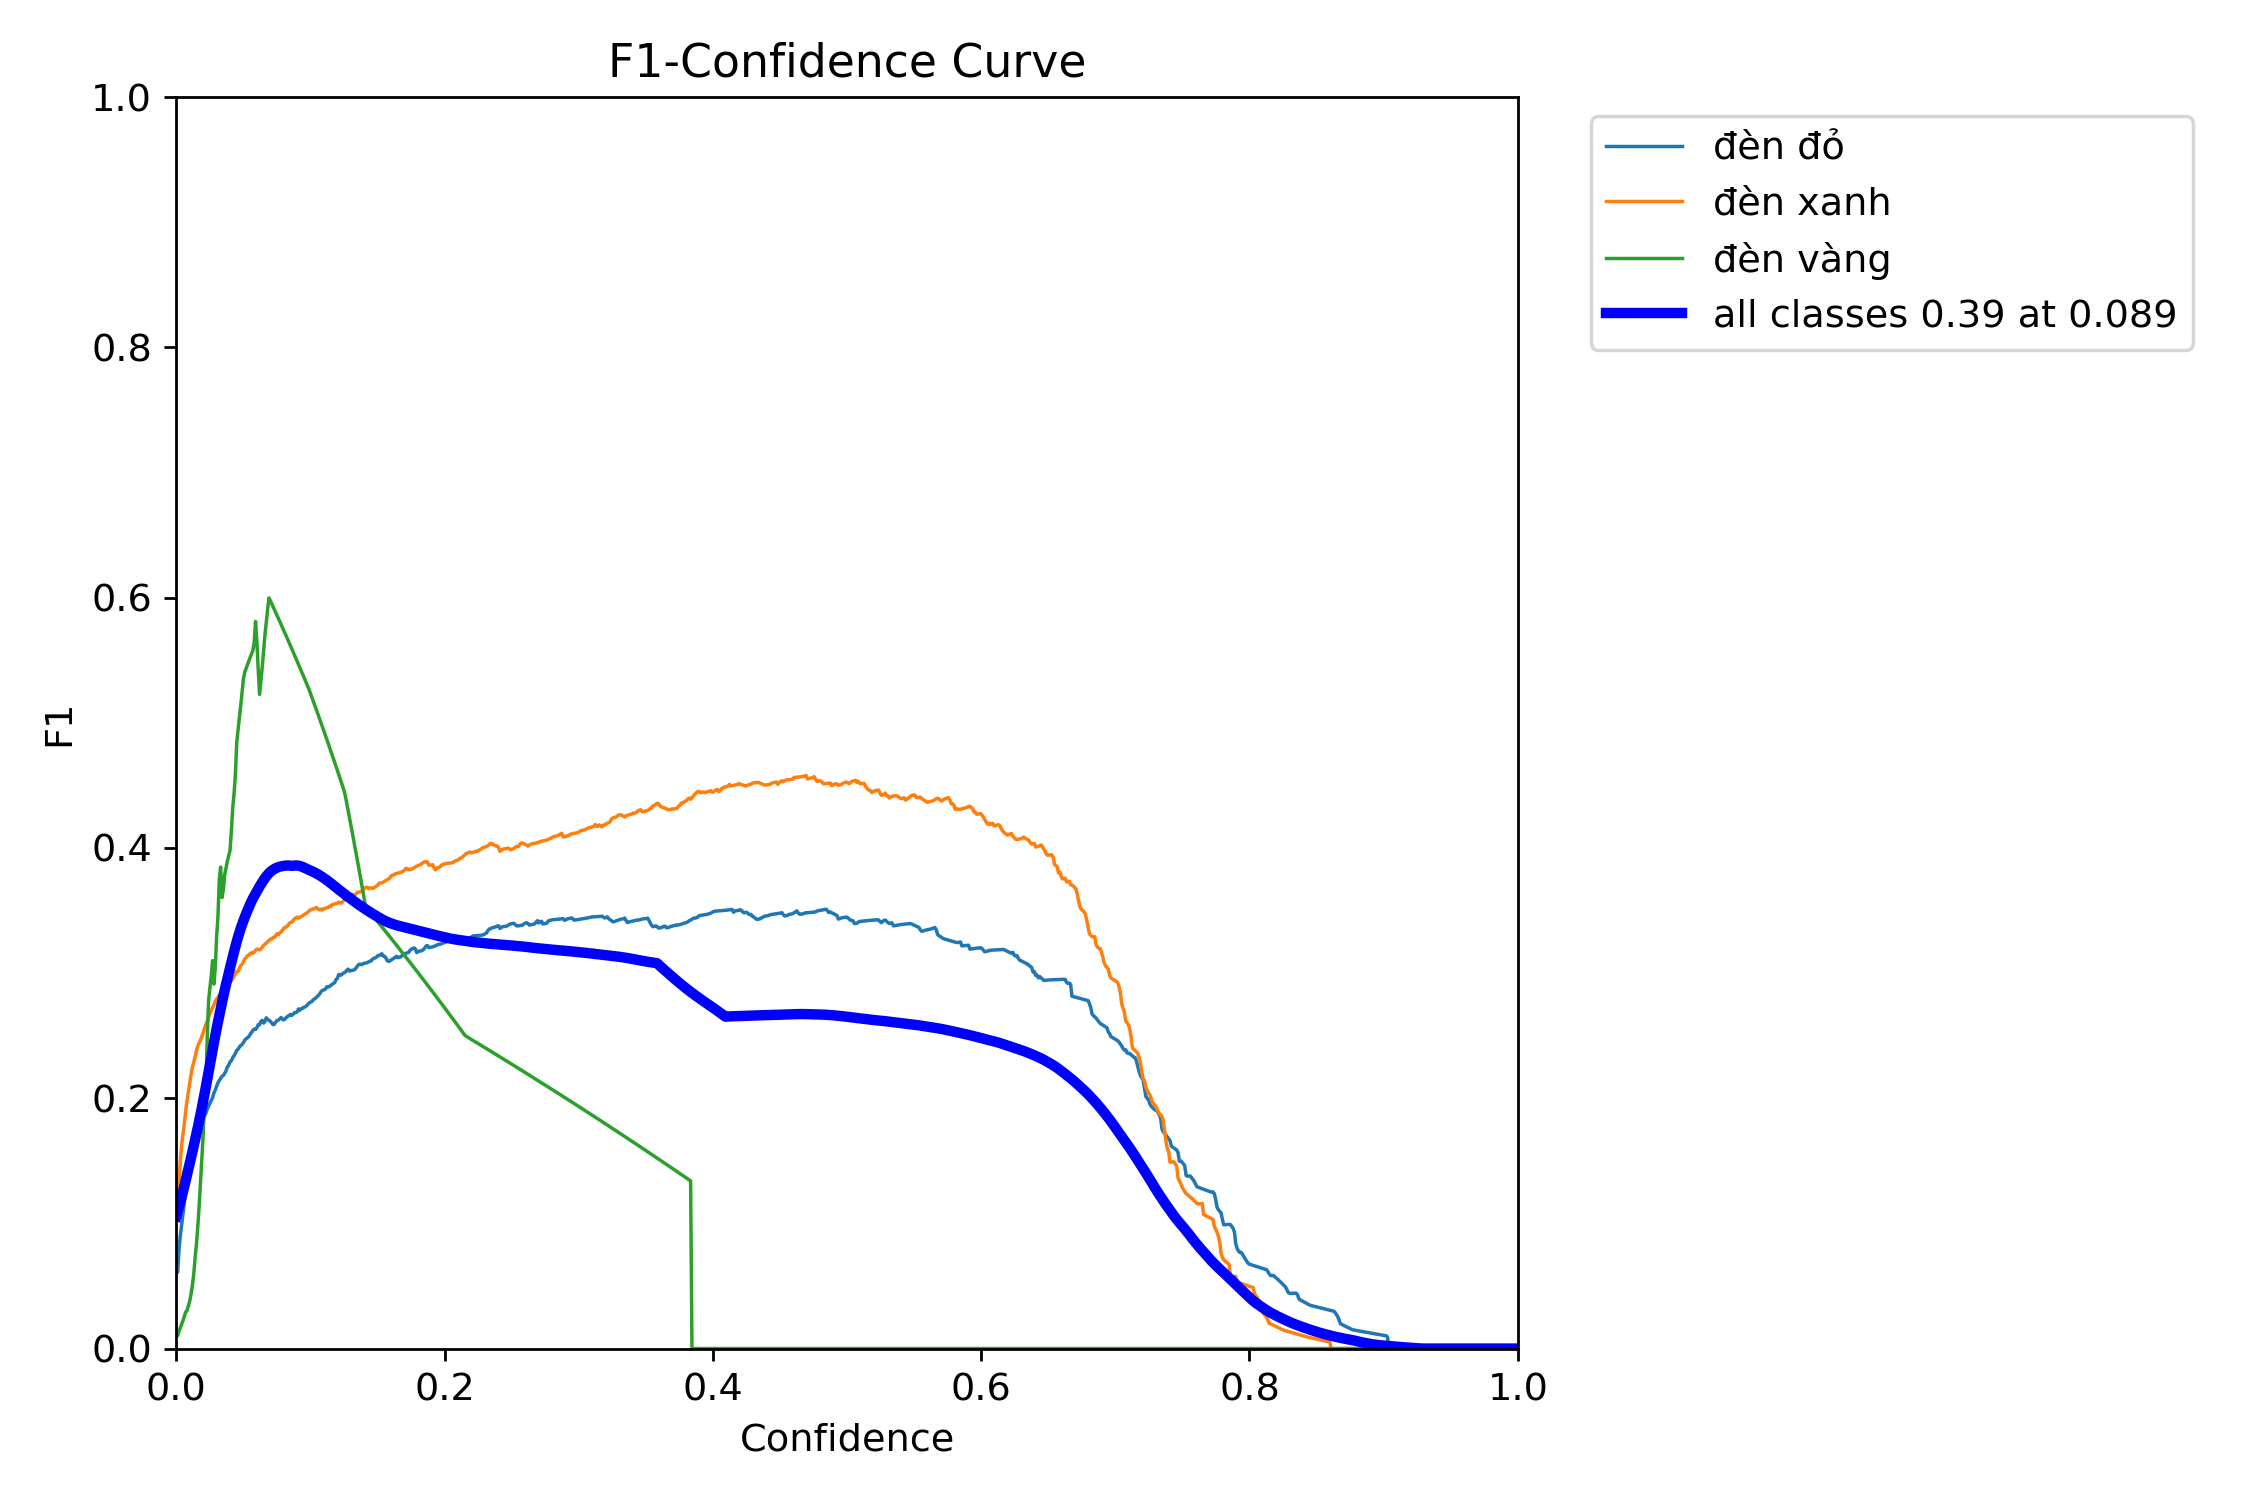 F1-Confidence Curve
1.0
0.8
0.6
0.4
0.2
0.0
F1
0.0 0.2 0.4 0.6 0.8 1.0
Confidence
đèn đỏ
đèn xanh
đèn vàng
all classes 0.39 at 0.089